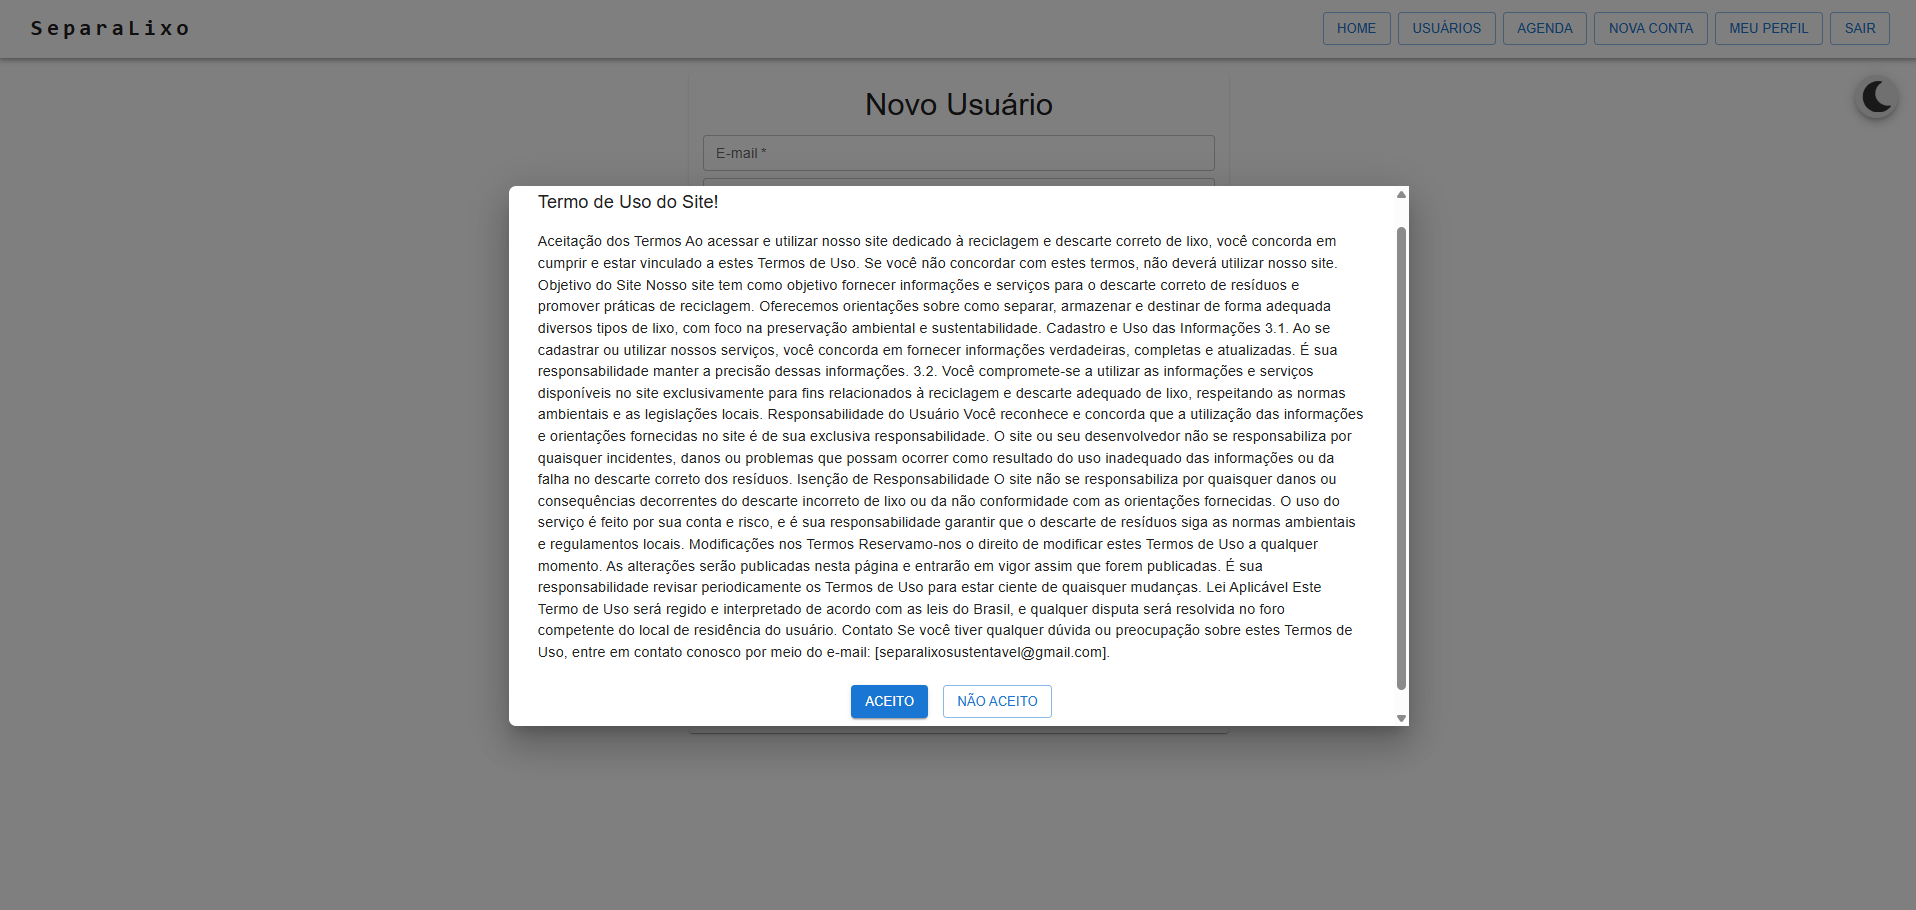 SeparaLixo
HOME USUÁRIOS AGENDA NOVA CONTA MEU PERFIL SAIR
Novo Usuário
E-mail *
Termo de Uso do Site!
Aceitação dos Termos Ao acessar e utilizar nosso site dedicado à reciclagem e descarte correto de lixo, você concorda em
cumprir e estar vinculado a estes Termos de Uso. Se você não concordar com estes termos, não deverá utilizar nosso site.
Objetivo do Site Nosso site tem como objetivo fornecer informações e serviços para o descarte correto de resíduos e
promover práticas de reciclagem. Oferecemos orientações sobre como separar, armazenar e destinar de forma adequada
diversos tipos de lixo, com foco na preservação ambiental e sustentabilidade. Cadastro e Uso das Informações 3.1. Ao se
cadastrar ou utilizar nossos serviços, você concorda em fornecer informações verdadeiras, completas e atualizadas. É sua
responsabilidade manter a precisão dessas informações. 3.2. Você compromete-se a utilizar as informações e serviços
disponíveis no site exclusivamente para fins relacionados à reciclagem e descarte adequado de lixo, respeitando as normas
ambientais e as legislações locais. Responsabilidade do Usuário Você reconhece e concorda que a utilização das informações
e orientações fornecidas no site é de sua exclusiva responsabilidade. O site ou seu desenvolvedor não se responsabiliza por
quaisquer incidentes, danos ou problemas que possam ocorrer como resultado do uso inadequado das informações ou da
falha no descarte correto dos resíduos. Isenção de Responsabilidade O site não se responsabiliza por quaisquer danos ou
consequências decorrentes do descarte incorreto de lixo ou da não conformidade com as orientações fornecidas. O uso do
serviço é feito por sua conta e risco, e é sua responsabilidade garantir que o descarte de resíduos siga as normas ambientais
e regulamentos locais. Modificações nos Termos Reservamo-nos o direito de modificar estes Termos de Uso a qualquer
momento. As alterações serão publicadas nesta página e entrarão em vigor assim que forem publicadas. É sua
responsabilidade revisar periodicamente os Termos de Uso para estar ciente de quaisquer mudanças. Lei Aplicável Este
Termo de Uso será regido e interpretado de acordo com as leis do Brasil, e qualquer disputa será resolvida no foro
competente do local de residência do usuário. Contato Se você tiver qualquer dúvida ou preocupação sobre estes Termos de
Uso, entre em contato conosco por meio do e-mail: [separalixosustentavel@gmail.com].
ACEITO NÃO ACEITO